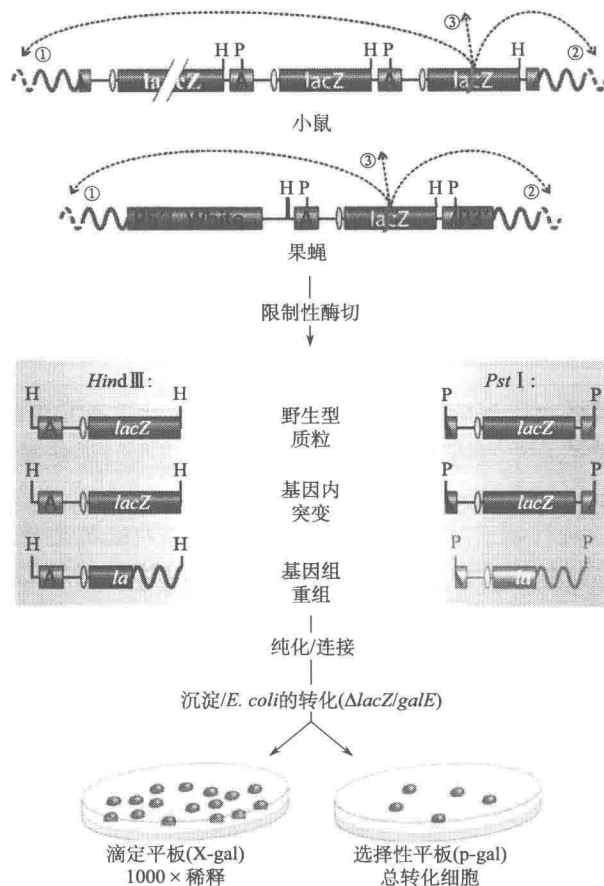 ① ③ ②
H P H P H
lacZ A lacZ A lacZ
小鼠
① ③ ②
H P H P
P5' White A lacZ P3'
果蝇
限制性酶切
HindⅢ: PstⅠ:
H H P P
A lacZ 野生型 lacZ
质粒
H H P P
A lacZ 基因内 lacZ
突变
H H P P
A la 基因组 la
重组
纯化/连接
沉淀/E. coli的转化(ΔlacZ/galE)
滴定平板(X-gal) 选择性平板(p-gal)
1000×稀释 总转化细胞